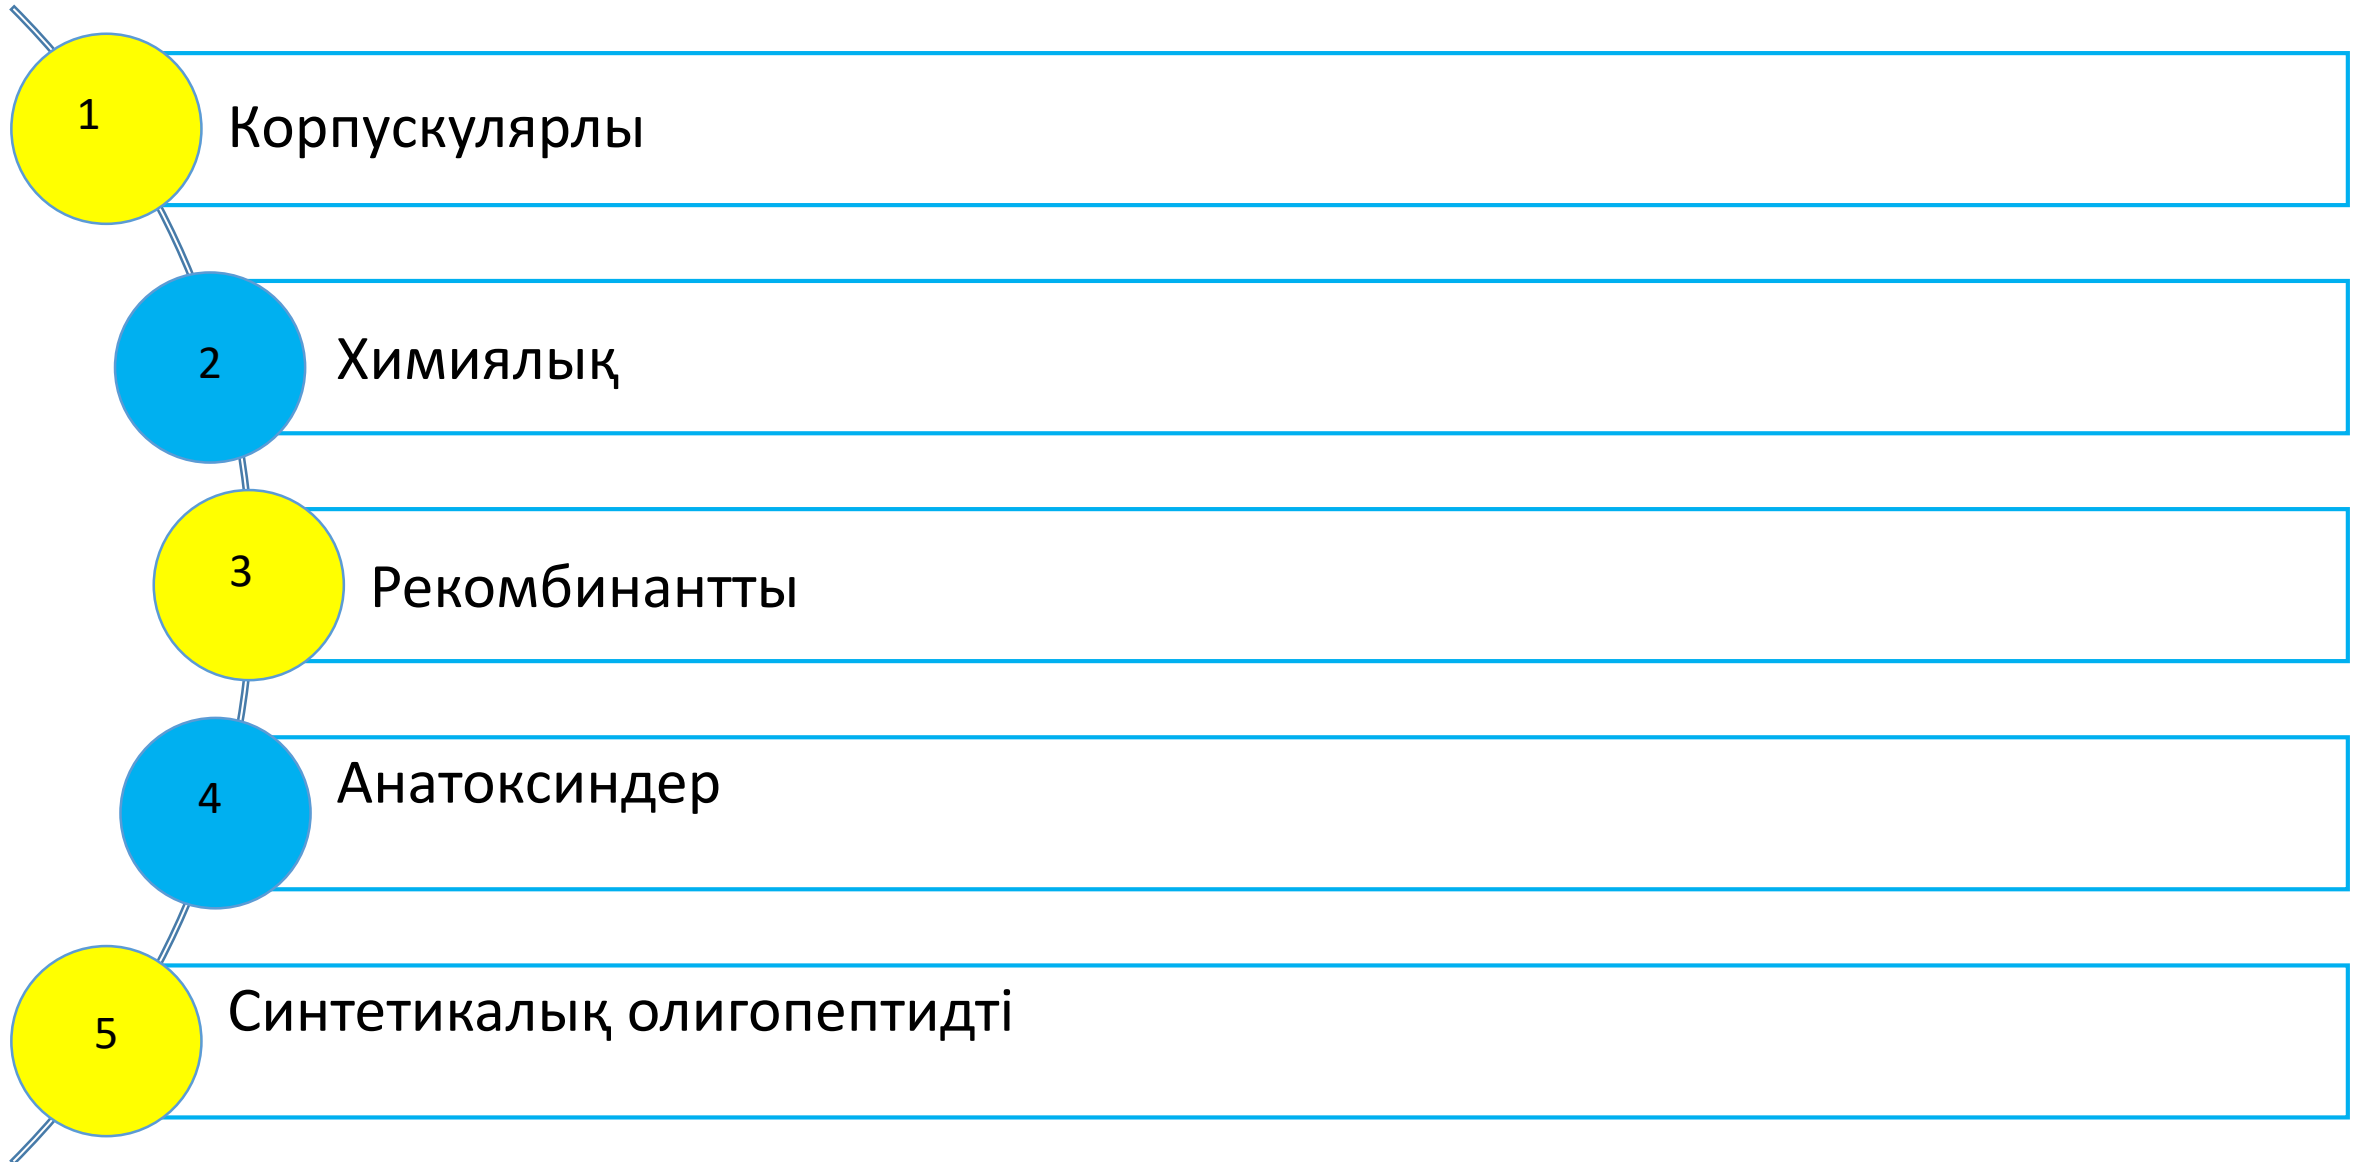 1
Корпускулярлы
2
Химиялық
3
Рекомбинантты
4
Анатоксиндер
5
Синтетикалық олигопептидті